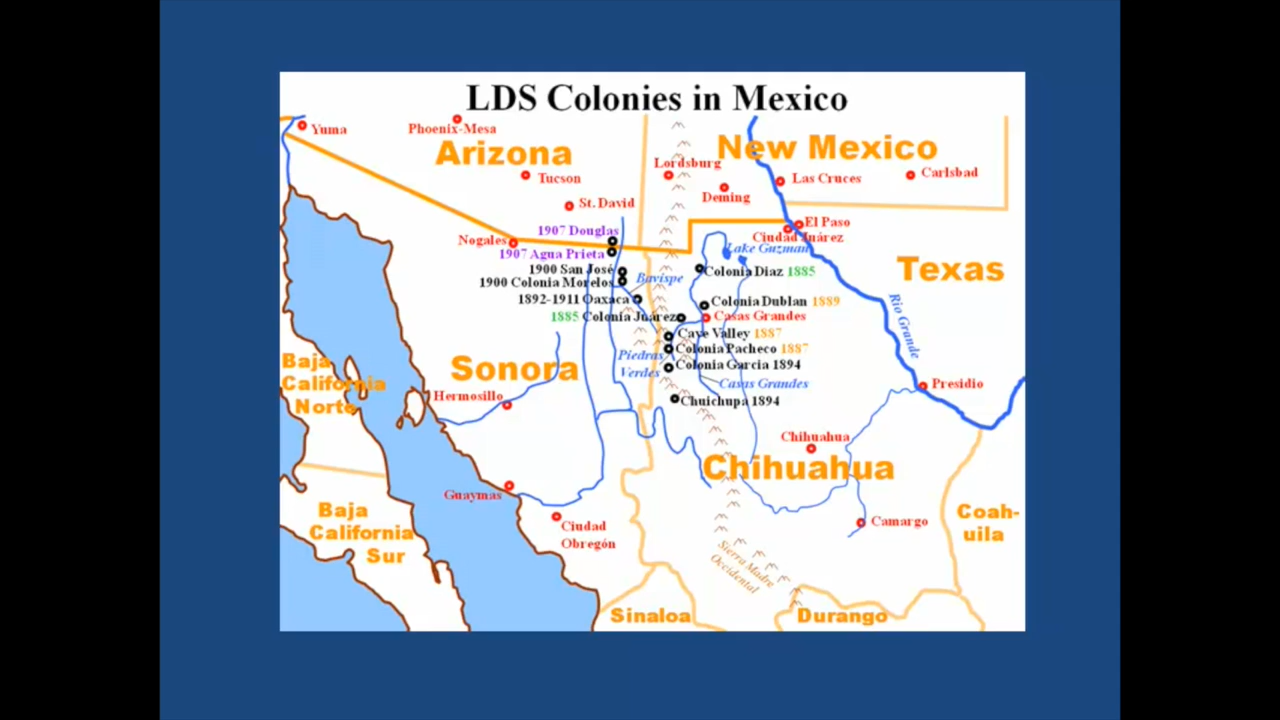 LDS Colonies in Mexico
Yuma
Phoenix-Mesa
Arizona
New Mexico
Lordsburg
Tucson
Las Cruces
Carlsbad
Deming
St. David
El Paso
1907 Douglas
Nogales
Ciudad Juárez
1907 Agua Prieta
Lake Guzman
1900 San José
Bavispe
Colonia Diaz 1885
Texas
1900 Colonia Morelos
1892-1911 Oaxaca
Colonia Dublan 1889
1885 Colonia Juárez
Casas Grandes
Rio Grande
Cave Valley 1887
Colonia Pacheco 1887
Piedras
Verdes
Colonia Garcia 1894
Baja
California
Norte
Sonora
Casas Grandes
Presidio
Hermosillo
Chuichupa 1894
Chihuahua
Chihuahua
Guaymas
Baja
California
Sur
Ciudad
Obregón
Camargo
Coah-
uila
Sierra Madre
Occidental
Sinaloa
Durango